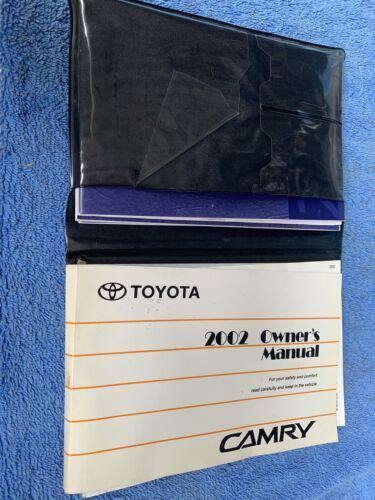 TOYOTA
2002 Owner's
Manual
For your safety and comfort,
read carefully and keep in the vehicle
CAMRY